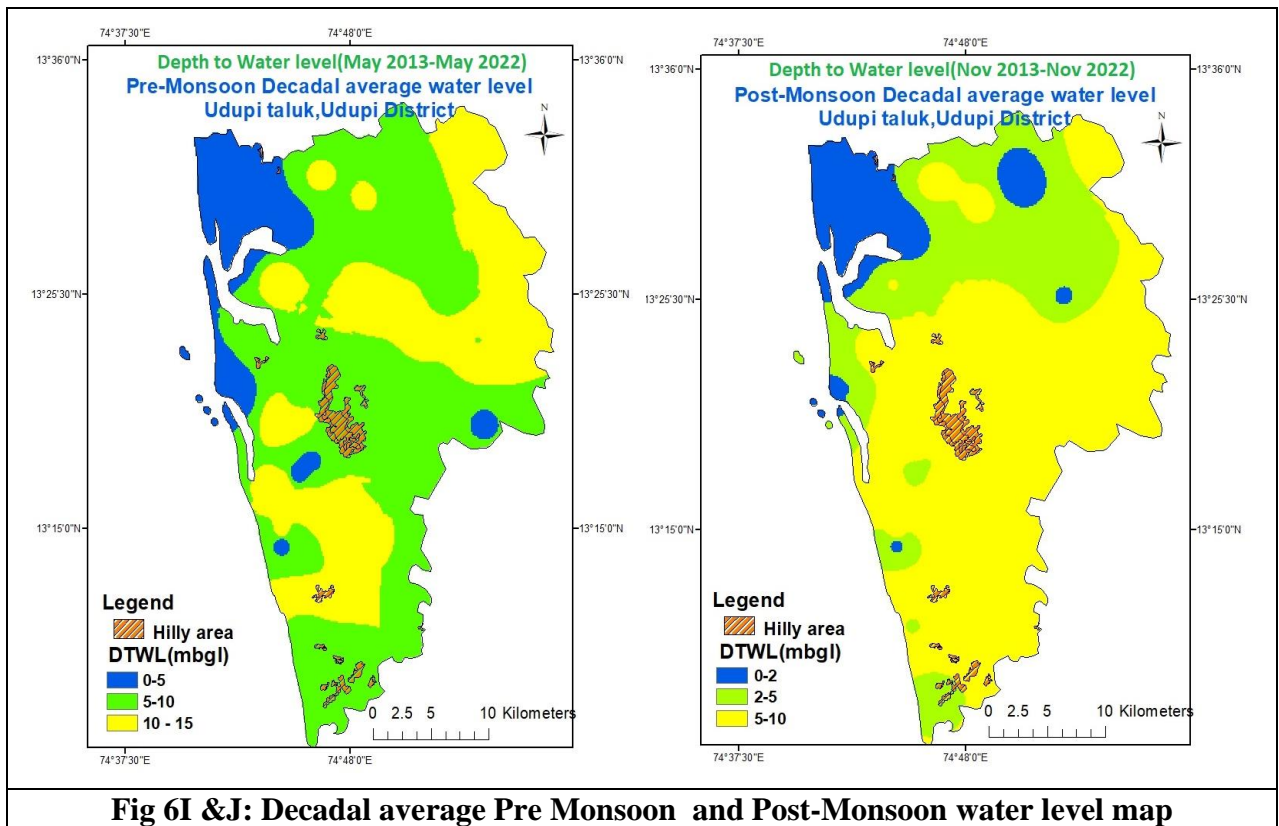 74°37'30"E
74°48'0"E
13°36'0"N
13°36'0"N
Depth to Water level(May 2013-May 2022)
Pre-Monsoon Decadal average water level
Udupi taluk,Udupi District
N
13°25'30"N
13°25'30"N
13°15'0"N
13°15'0"N
Legend
Hilly area
DTWL(mbgl)
0-5
5-10
10 - 15
0 2.5 5 10 Kilometers
74°37'30"E
74°48'0"E
74°37'30"E
74°48'0"E
13°36'0"N
13°36'0"N
Depth to Water level(Nov 2013-Nov 2022)
Post-Monsoon Decadal average water level
Udupi taluk,Udupi District
N
13°25'30"N
13°25'30"N
13°15'0"N
13°15'0"N
Legend
Hilly area
DTWL(mbgl)
0-2
2-5
5-10
0 2.5 5 10 Kilometers
74°37'30"E
74°48'0"E
Fig 6I &J: Decadal average Pre Monsoon and Post-Monsoon water level map